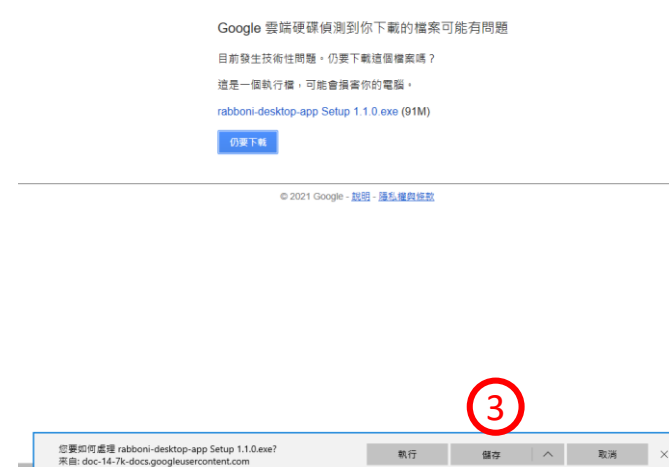 Google 雲端硬碟偵測到你下載的檔案可能有問題
目前發生技術性問題。仍要下載這個檔案嗎？
這是一個執行檔，可能會損害你的電腦。
rabboni-desktop-app Setup 1.1.0.exe (91M)
仍要下載
© 2021 Google - 說明 - 隱私權與條款
3
您要如何處理 rabboni-desktop-app Setup 1.1.0.exe?
來自: doc-14-7k-docs.googleusercontent.com
執行 儲存 取消